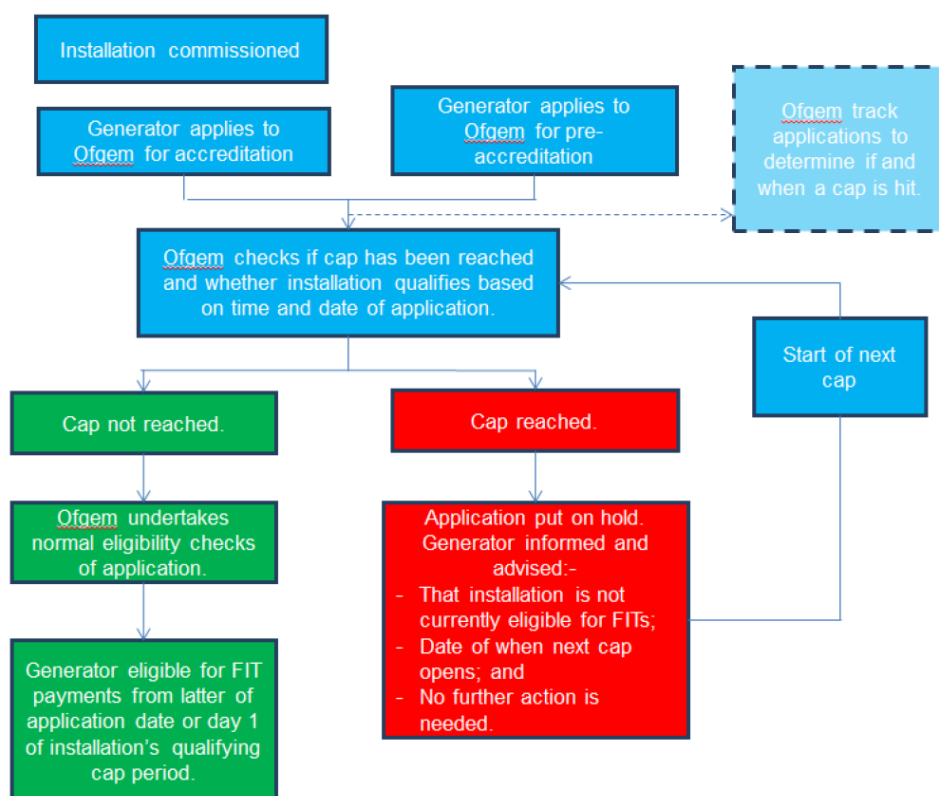 Installation commissioned
Generator applies to
Ofgem for accreditation
Generator applies to
Ofgem for pre-
accreditation
Ofgem track
applications to
determine if and
when a cap is hit.
Ofgem checks if cap has been reached
and whether installation qualifies based
on time and date of application.
Start of next
cap
Cap not reached.
Cap reached.
Ofgem undertakes
normal eligibility checks
of application.
Application put on hold.
Generator informed and
advised:-
- That installation is not
currently eligible for FITs;
- Date of when next cap
opens; and
- No further action is
needed.
Generator eligible for FIT
payments from latter of
application date or day 1
of installation's qualifying
cap period.